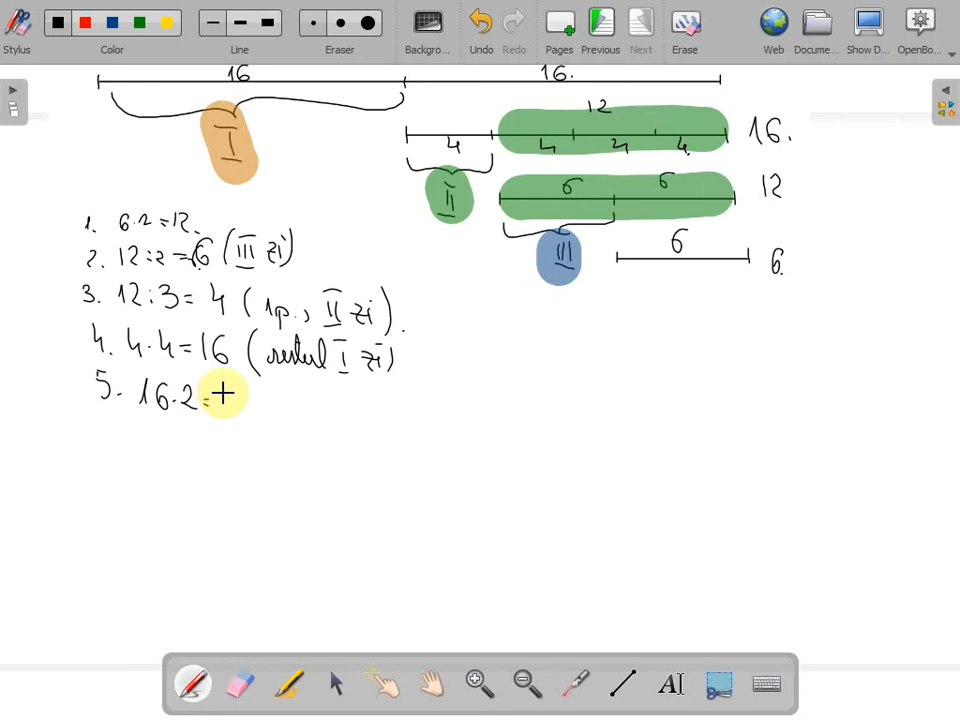 Color
Line
Eraser
Stylus Backgro... Undo Redo Pages Previous Next Erase Web Docume... Show D... OpenBo...
16 16.
I
12
4 4 4 4 16.
II
6 6 12
III
6 6.
1. 6·2=12.
2. 12:2=6 (III zi)
3. 12:3=4 (1p., II zi).
4. 4·4=16 (restul I zi)
5. 16·2=
A